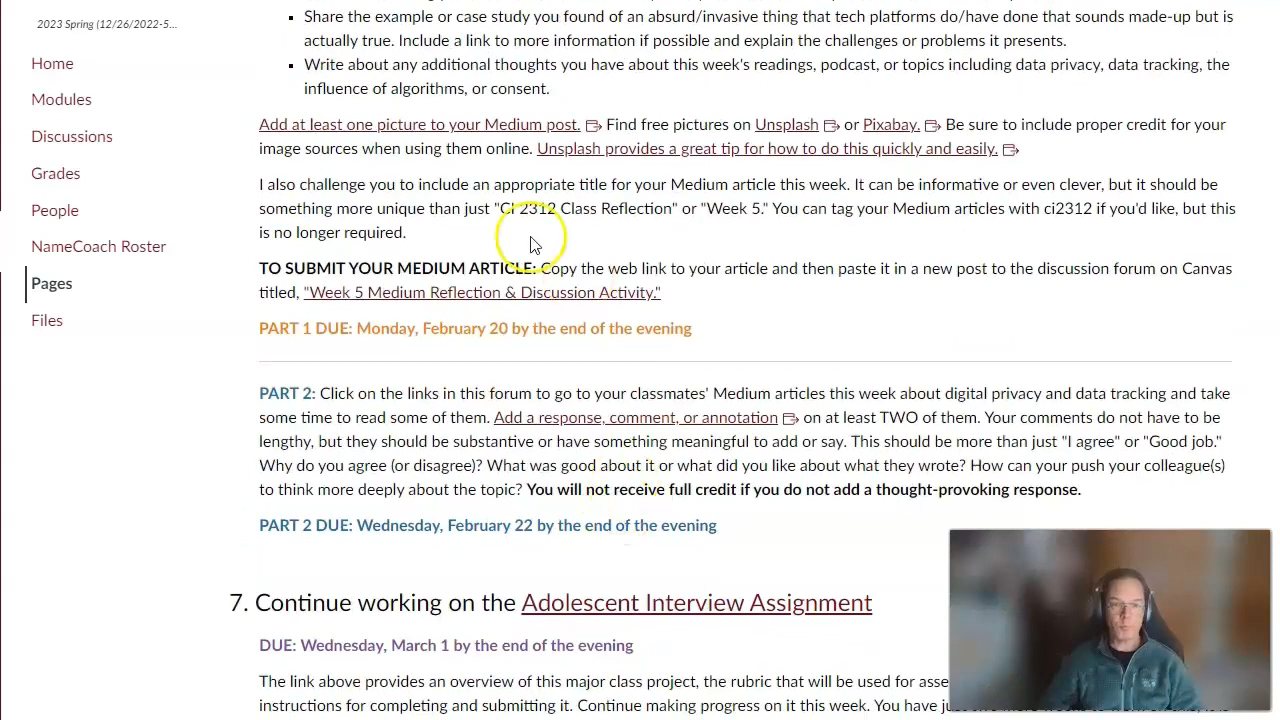 2023 Spring (12/26/2022-5...
Home
Modules
Discussions
Grades
People
NameCoach Roster
Pages
Files
Share the example or case study you found of an absurd/invasive thing that tech platforms do/have done that sounds made-up but is
actually true. Include a link to more information if possible and explain the challenges or problems it presents.
Write about any additional thoughts you have about this week's readings, podcast, or topics including data privacy, data tracking, the
influence of algorithms, or consent.
Add at least one picture to your Medium post. Find free pictures on Unsplash or Pixabay. Be sure to include proper credit for your
image sources when using them online. Unsplash provides a great tip for how to do this quickly and easily.
I also challenge you to include an appropriate title for your Medium article this week. It can be informative or even clever, but it should be
something more unique than just "CI 2312 Class Reflection" or "Week 5." You can tag your Medium articles with ci2312 if you'd like, but this
is no longer required.
TO SUBMIT YOUR MEDIUM ARTICLE: Copy the web link to your article and then paste it in a new post to the discussion forum on Canvas
titled, "Week 5 Medium Reflection & Discussion Activity."
PART 1 DUE: Monday, February 20 by the end of the evening
PART 2: Click on the links in this forum to go to your classmates' Medium articles this week about digital privacy and data tracking and take
some time to read some of them. Add a response, comment, or annotation on at least TWO of them. Your comments do not have to be
lengthy, but they should be substantive or have something meaningful to add or say. This should be more than just "I agree" or "Good job."
Why do you agree (or disagree)? What was good about it or what did you like about what they wrote? How can your push your colleague(s)
to think more deeply about the topic? You will not receive full credit if you do not add a thought-provoking response.
PART 2 DUE: Wednesday, February 22 by the end of the evening
7. Continue working on the Adolescent Interview Assignment
DUE: Wednesday, March 1 by the end of the evening
The link above provides an overview of this major class project, the rubric that will be used for asse
instructions for completing and submitting it. Continue making progress on it this week. You have